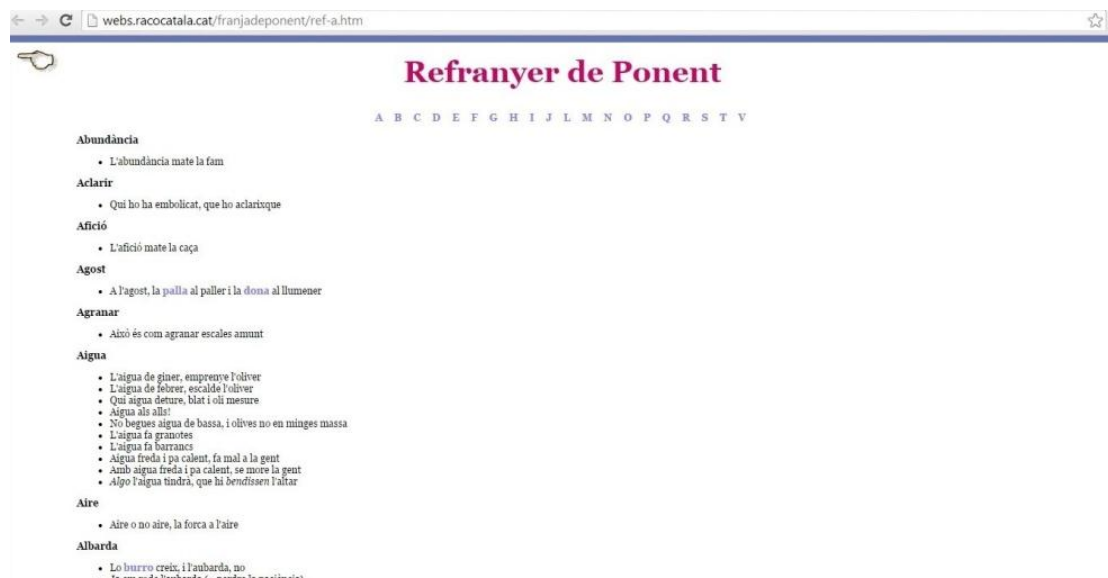 webs.racocatala.cat/franjadeponent/ref-a.htm
Refranyer de Ponent
A B C D E F G H I J L M N O P Q R S T V
Abundància
L'abundància mate la fam
Aclarir
Qui ho ha embolicat, que ho aclarixque
Afició
L'afició mate la caça
Agost
A l'agost, la palla al paller i la dona al llumener
Agranar
Això és com agranar escales amunt
Aigua
L'aigua de giner, emprenye l'oliver
L'aigua de febrer, escalde l'oliver
Qui aigua deture, blat i oli mesure
Aigua als alls!
No begues aigua de bassa, i olives no en minges massa
L'aigua fa granotes
L'aigua fa barrancs
Aigua freda i pa calent, fa mal a la gent
Amb aigua freda i pa calent, se more la gent
Algo l'aigua tindrà, que hi bendissen l'altar
Aire
Aire o no aire, la forca a l'aire
Albarda
Lo burro creix, i l'aubarda, no